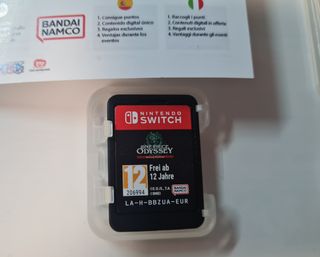 BANDAI
NAMCO
1. Consigue puntos
2. Contenido digital único
3. Regalos exclusivos
4. Ventajas durante los
eventos
1. Raccogli i punti
2. Contenuti digitali in offerta
3. Regali esclusivi
4. Vantaggi durante gli eventi
NINTENDO
SWITCH
ONE PIECE
ODYSSEY
12
206994
Frei ab
12 Jahre
BANDAI
NAMCO
LA-H-BBZUA-EUR